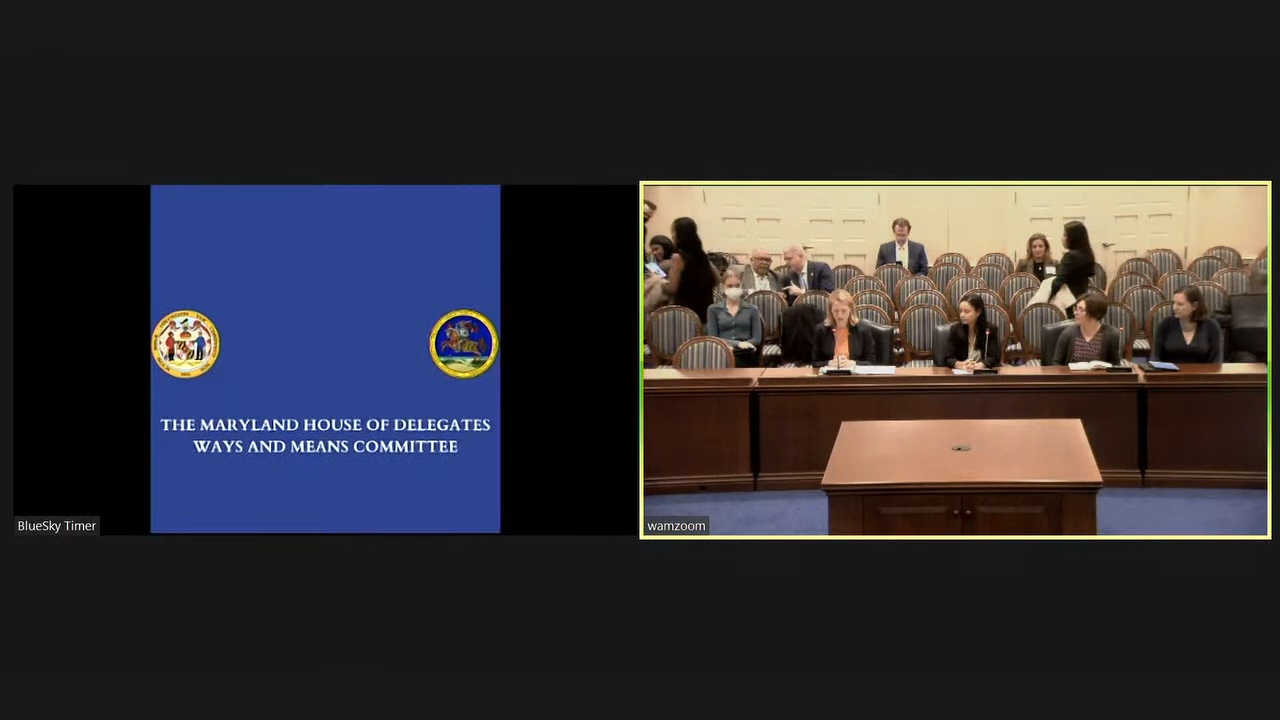 THE MARYLAND HOUSE OF DELEGATES
WAYS AND MEANS COMMITTEE
BlueSky Timer
wamzoom